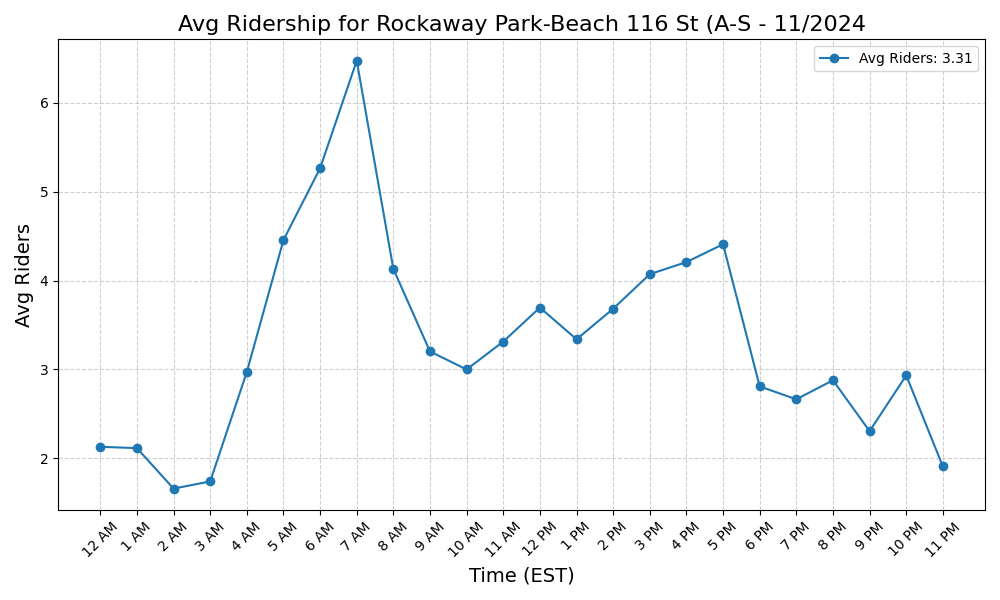 Avg Ridership for Rockaway Park-Beach 116 St (A-S - 11/2024
Avg Riders: 3.31
Avg Riders
6
5
4
3
2
12 AM
1 AM
2 AM
3 AM
4 AM
5 AM
6 AM
7 AM
8 AM
9 AM
10 AM
11 AM
12 PM
1 PM
2 PM
3 PM
4 PM
5 PM
6 PM
7 PM
8 PM
9 PM
10 PM
11 PM
Time (EST)